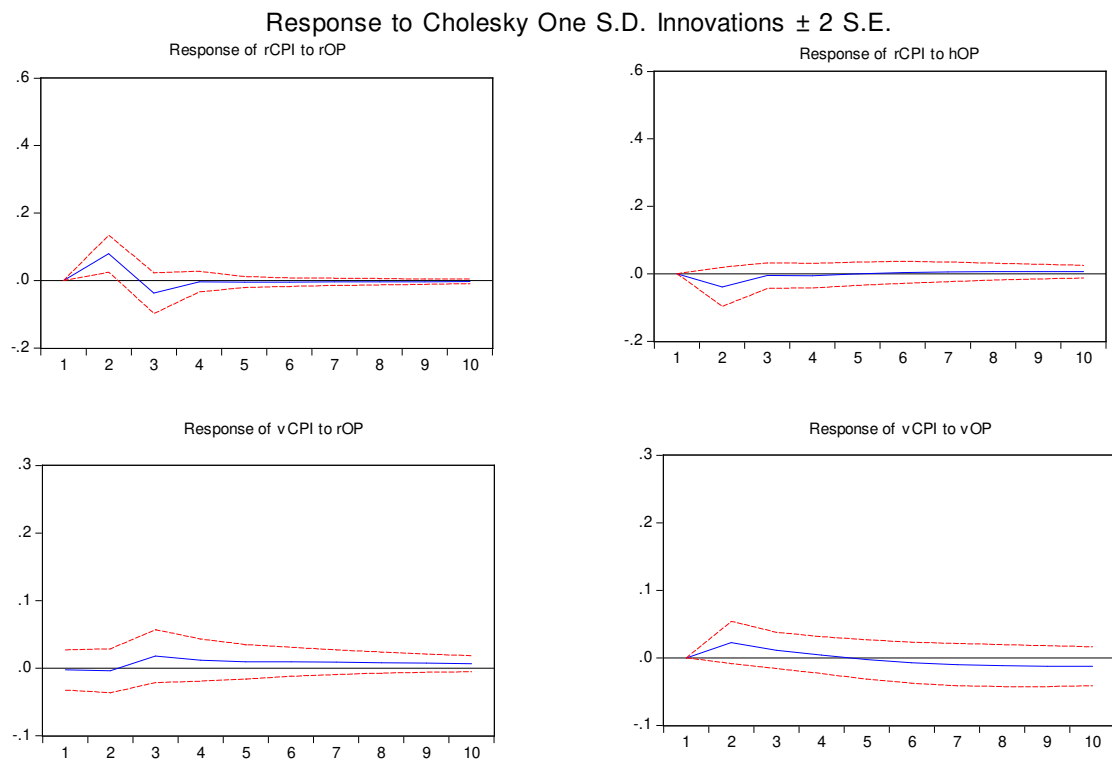 Response to Cholesky One S.D. Innovations ± 2 S.E.
Response of rCPI to rOP
.6
.4
.2
.0
-.2
1 2 3 4 5 6 7 8 9 10
Response of rCPI to hOP
.6
.4
.2
.0
-.2
1 2 3 4 5 6 7 8 9 10
Response of vCPI to rOP
.3
.2
.1
.0
-.1
1 2 3 4 5 6 7 8 9 10
Response of vCPI to vOP
.3
.2
.1
.0
-.1
1 2 3 4 5 6 7 8 9 10